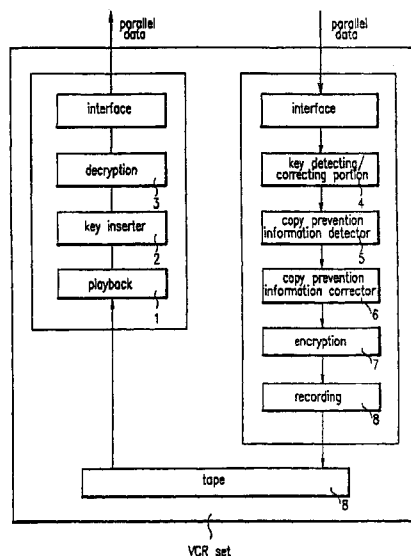 parallel
data
interface
decryption
3
key inserter
2
playback
1
parallel
data
interface
key detecting
correcting portion
4
copy prevention
information detector
5
copy prevention
information corrector
6
encryption
7
recording
8
tape
8
VCR set